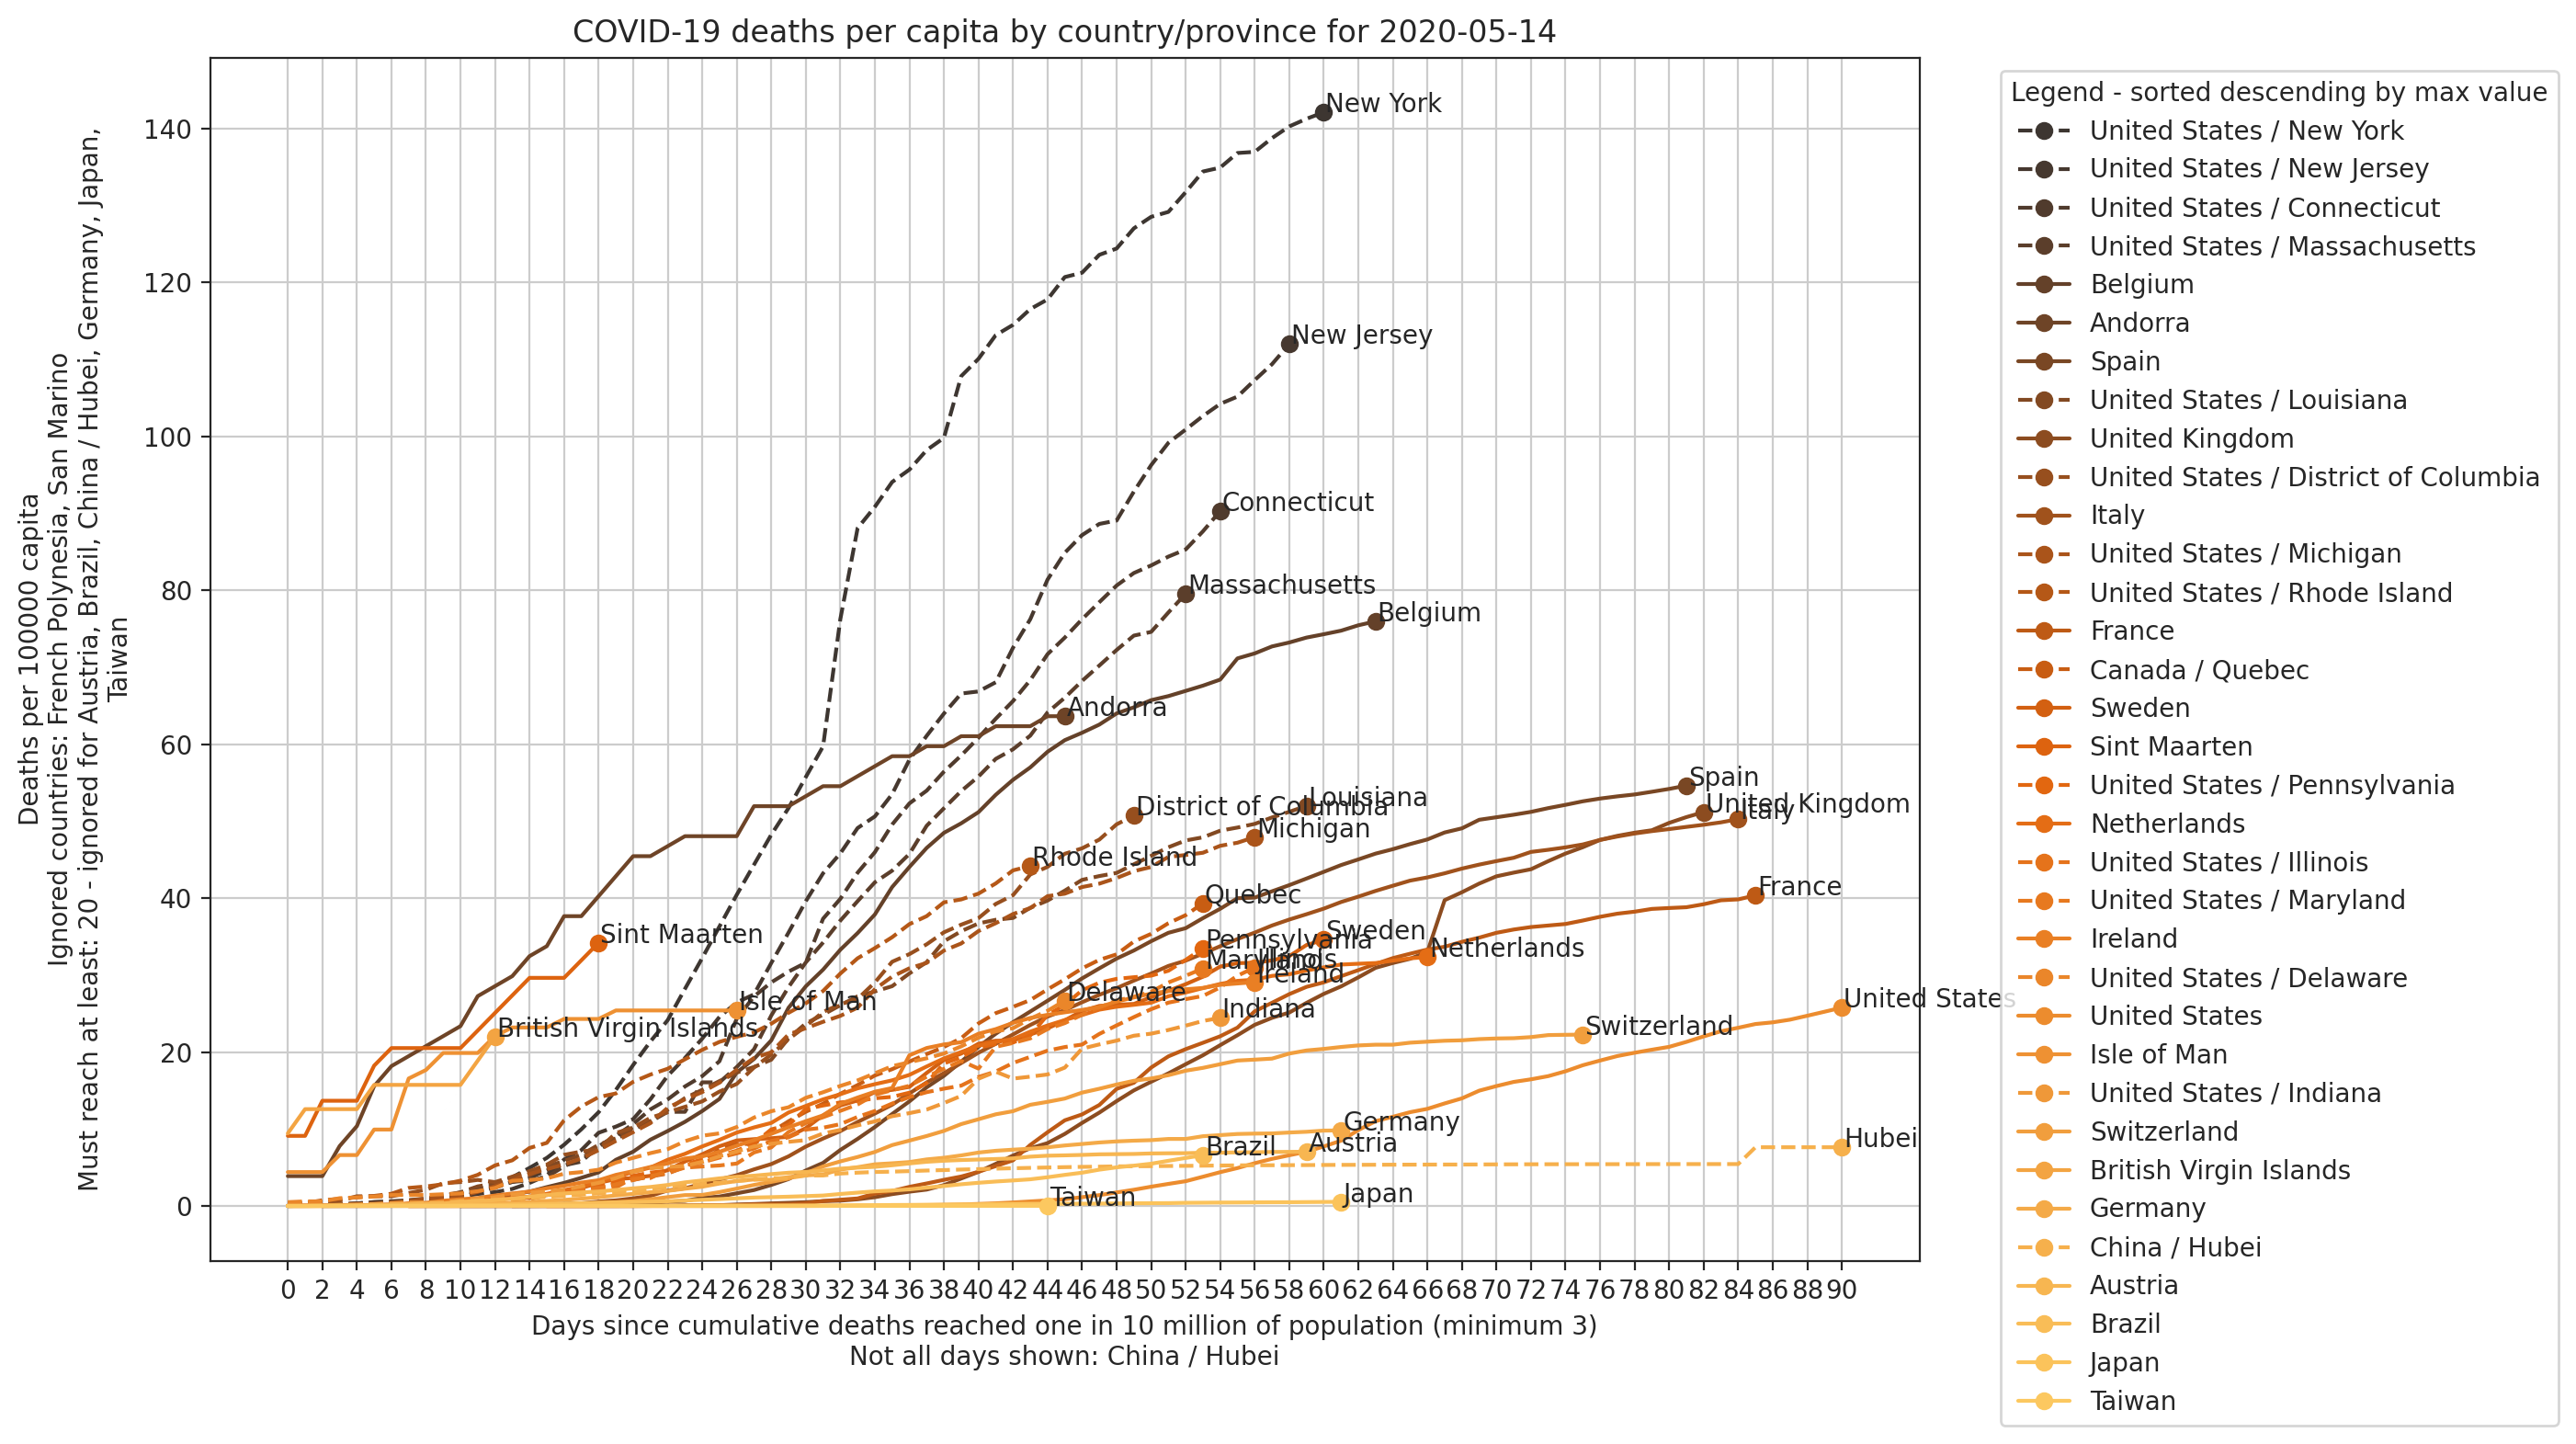 COVID-19 deaths per capita by country/province for 2020-05-14
Deaths per 100000 capita
Ignored countries: French Polynesia, San Marino
Must reach at least: 20 - ignored for Austria, Brazil, China / Hubei, Germany, Japan,
Taiwan
140
120
100
80
60
40
20
0
New York
New Jersey
Connecticut
Massachusetts
Belgium
Andorra
Spain
Louisiana
United Kingdom
District of Columbia
Italy
Michigan
Rhode Island
France
Quebec
Sweden
Sint Maarten
Pennsylvania
Netherlands
Illinois
Maryland
Ireland
Delaware
United States
Isle of Man
Indiana
Switzerland
British Virgin Islands
Germany
Hubei
Austria
Brazil
Japan
Taiwan
0 2 4 6 8 10 12 14 16 18 20 22 24 26 28 30 32 34 36 38 40 42 44 46 48 50 52 54 56 58 60 62 64 66 68 70 72 74 76 78 80 82 84 86 88 90
Days since cumulative deaths reached one in 10 million of population (minimum 3)
Not all days shown: China / Hubei
Legend - sorted descending by max value
United States / New York
United States / New Jersey
United States / Connecticut
United States / Massachusetts
Belgium
Andorra
Spain
United States / Louisiana
United Kingdom
United States / District of Columbia
Italy
United States / Michigan
United States / Rhode Island
France
Canada / Quebec
Sweden
Sint Maarten
United States / Pennsylvania
Netherlands
United States / Illinois
United States / Maryland
Ireland
United States / Delaware
United States
Isle of Man
United States / Indiana
Switzerland
British Virgin Islands
Germany
China / Hubei
Austria
Brazil
Japan
Taiwan